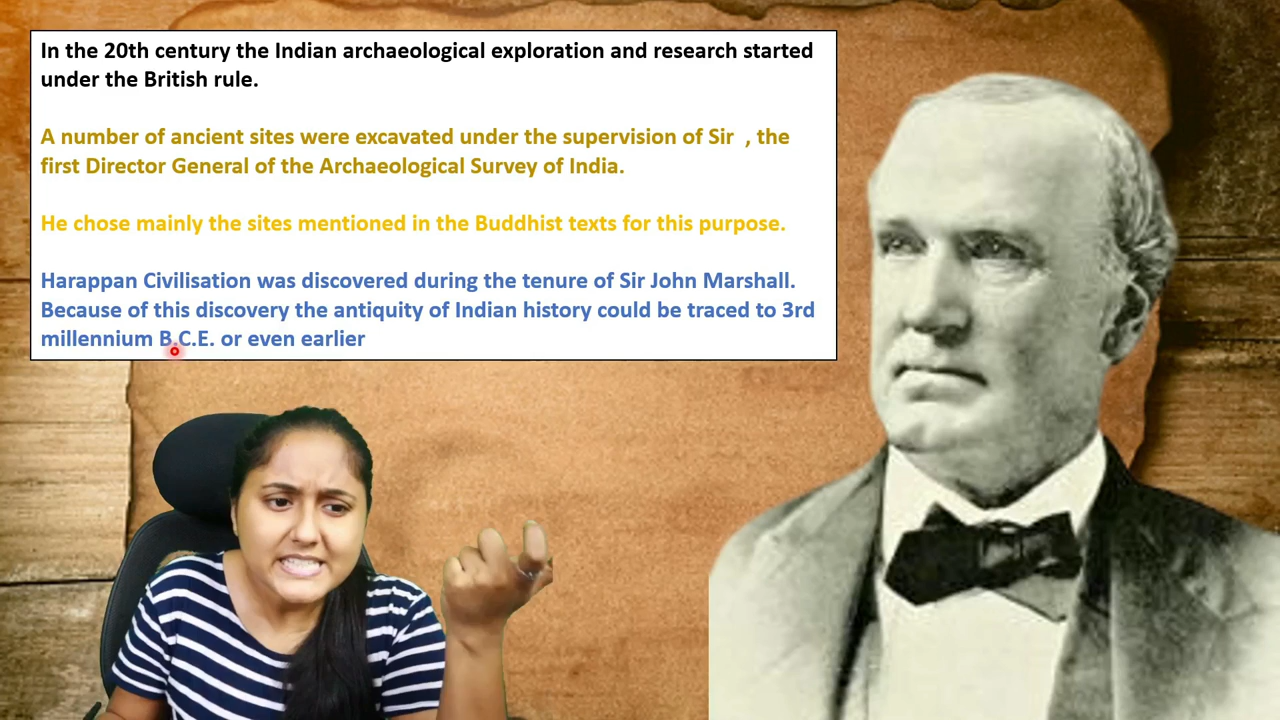 In the 20th century the Indian archaeological exploration and research started
under the British rule.
A number of ancient sites were excavated under the supervision of Sir , the
first Director General of the Archaeological Survey of India.
He chose mainly the sites mentioned in the Buddhist texts for this purpose.
Harappan Civilisation was discovered during the tenure of Sir John Marshall.
Because of this discovery the antiquity of Indian history could be traced to 3rd
millennium B.C.E. or even earlier